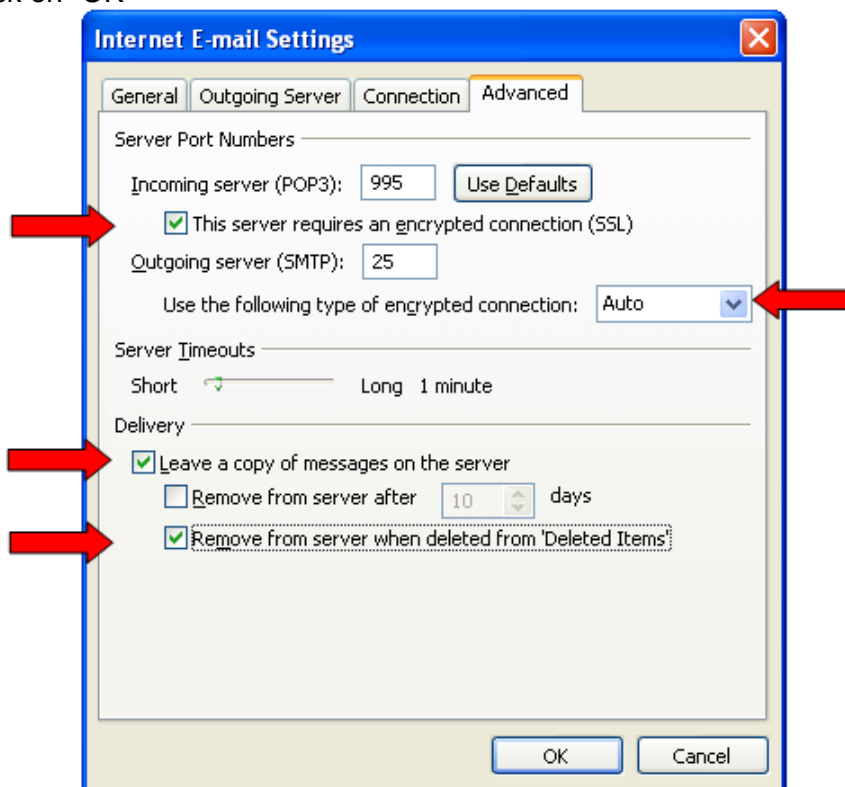 on "OK"
Internet E-mail Settings
General Outgoing Server Connection Advanced
Server Port Numbers
Incoming server (POP3): 995 Use Defaults
This server requires an encrypted connection (SSL)
Outgoing server (SMTP): 25
Use the following type of encrypted connection: Auto
Server Timeouts
Short Long 1 minute
Delivery
Leave a copy of messages on the server
Remove from server after 10 days
Remove from server when deleted from 'Deleted Items'
OK Cancel